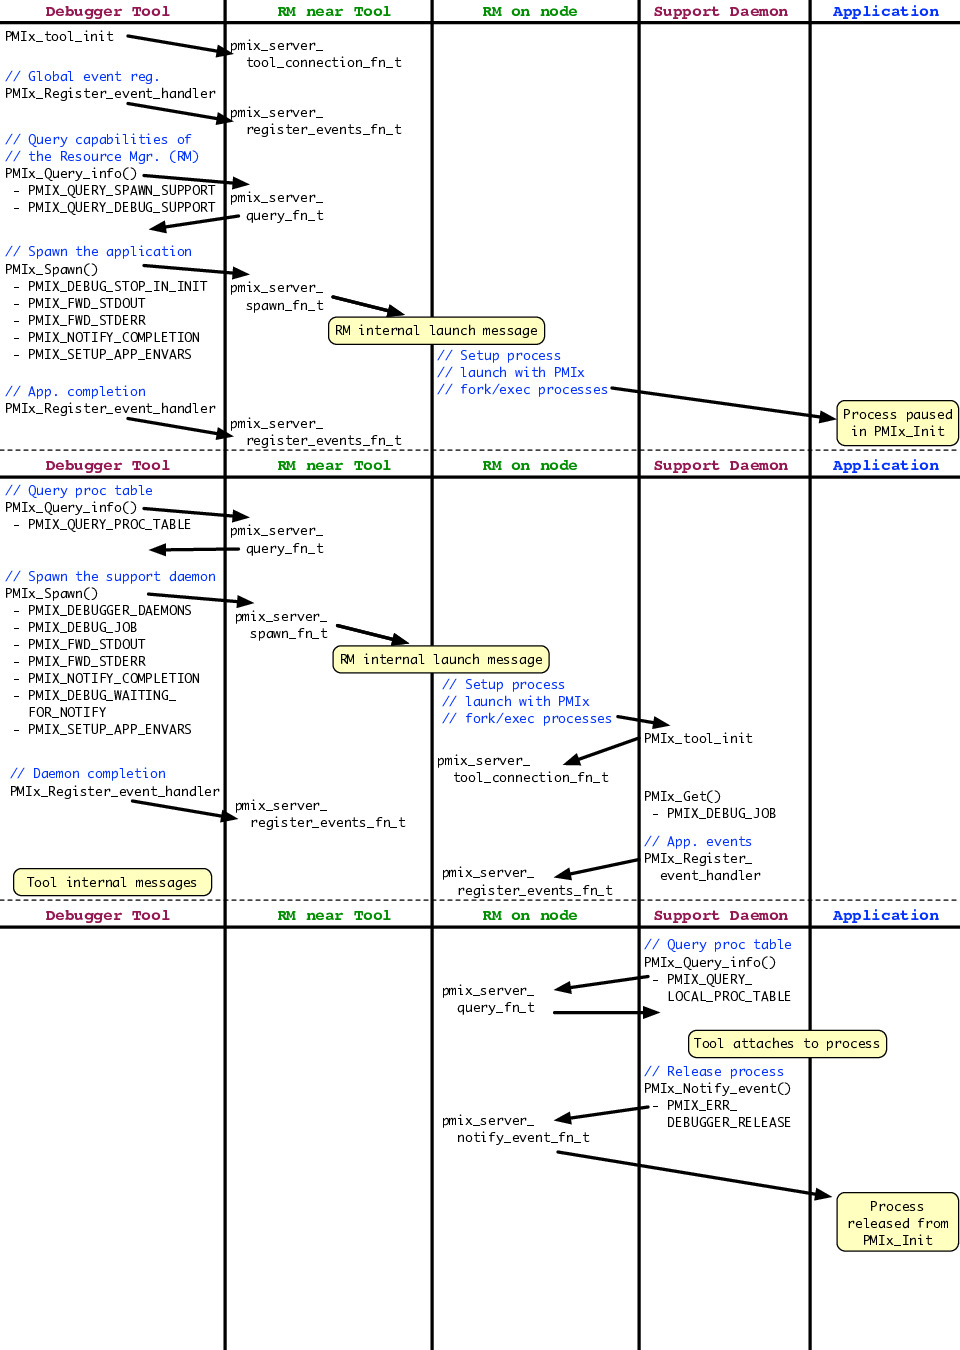 Debugger Tool
RM near Tool
RM on node
Support Daemon
Application
PMIx_tool_init
pmix_server_
tool_connection_fn_t
// Global event reg.
PMIx_Register_event_handler
pmix_server_
register_events_fn_t
// Query capabilities of
// the Resource Mgr. (RM)
PMIx_Query_info()
- PMIX_QUERY_SPAWN_SUPPORT
- PMIX_QUERY_DEBUG_SUPPORT
pmix_server_
query_fn_t
// Spawn the application
PMIx_Spawn()
- PMIX_DEBUG_STOP_IN_INIT
- PMIX_FWD_STDOUT
- PMIX_FWD_STDERR
- PMIX_NOTIFY_COMPLETION
- PMIX_SETUP_APP_ENVARS
pmix_server_
spawn_fn_t
RM internal launch message
// Setup process
// launch with PMIx
// fork/exec processes
Process paused
in PMIx_Init
// App. completion
PMIx_Register_event_handler
pmix_server_
register_events_fn_t
Debugger Tool
RM near Tool
RM on node
Support Daemon
Application
// Query proc table
PMIx_Query_info()
- PMIX_QUERY_PROC_TABLE
pmix_server_
query_fn_t
// Spawn the support daemon
PMIx_Spawn()
- PMIX_DEBUGGER_DAEMONS
- PMIX_DEBUG_JOB
- PMIX_FWD_STDOUT
- PMIX_FWD_STDERR
- PMIX_NOTIFY_COMPLETION
- PMIX_DEBUG_WAITING_
FOR_NOTIFY
- PMIX_SETUP_APP_ENVARS
pmix_server_
spawn_fn_t
RM internal launch message
// Setup process
// launch with PMIx
// fork/exec processes
PMIx_tool_init
pmix_server_
tool_connection_fn_t
// Daemon completion
PMIx_Register_event_handler
pmix_server_
register_events_fn_t
PMIx_Get()
- PMIX_DEBUG_JOB
// App. events
PMIx_Register_
event_handler
pmix_server_
register_events_fn_t
Tool internal messages
Debugger Tool
RM near Tool
RM on node
Support Daemon
Application
// Query proc table
PMIx_Query_info()
- PMIX_QUERY_
LOCAL_PROC_TABLE
pmix_server_
query_fn_t
Tool attaches to process
// Release process
PMIx_Notify_event()
- PMIX_ERR_
DEBUGGER_RELEASE
pmix_server_
notify_event_fn_t
Process
released from
PMIx_Init